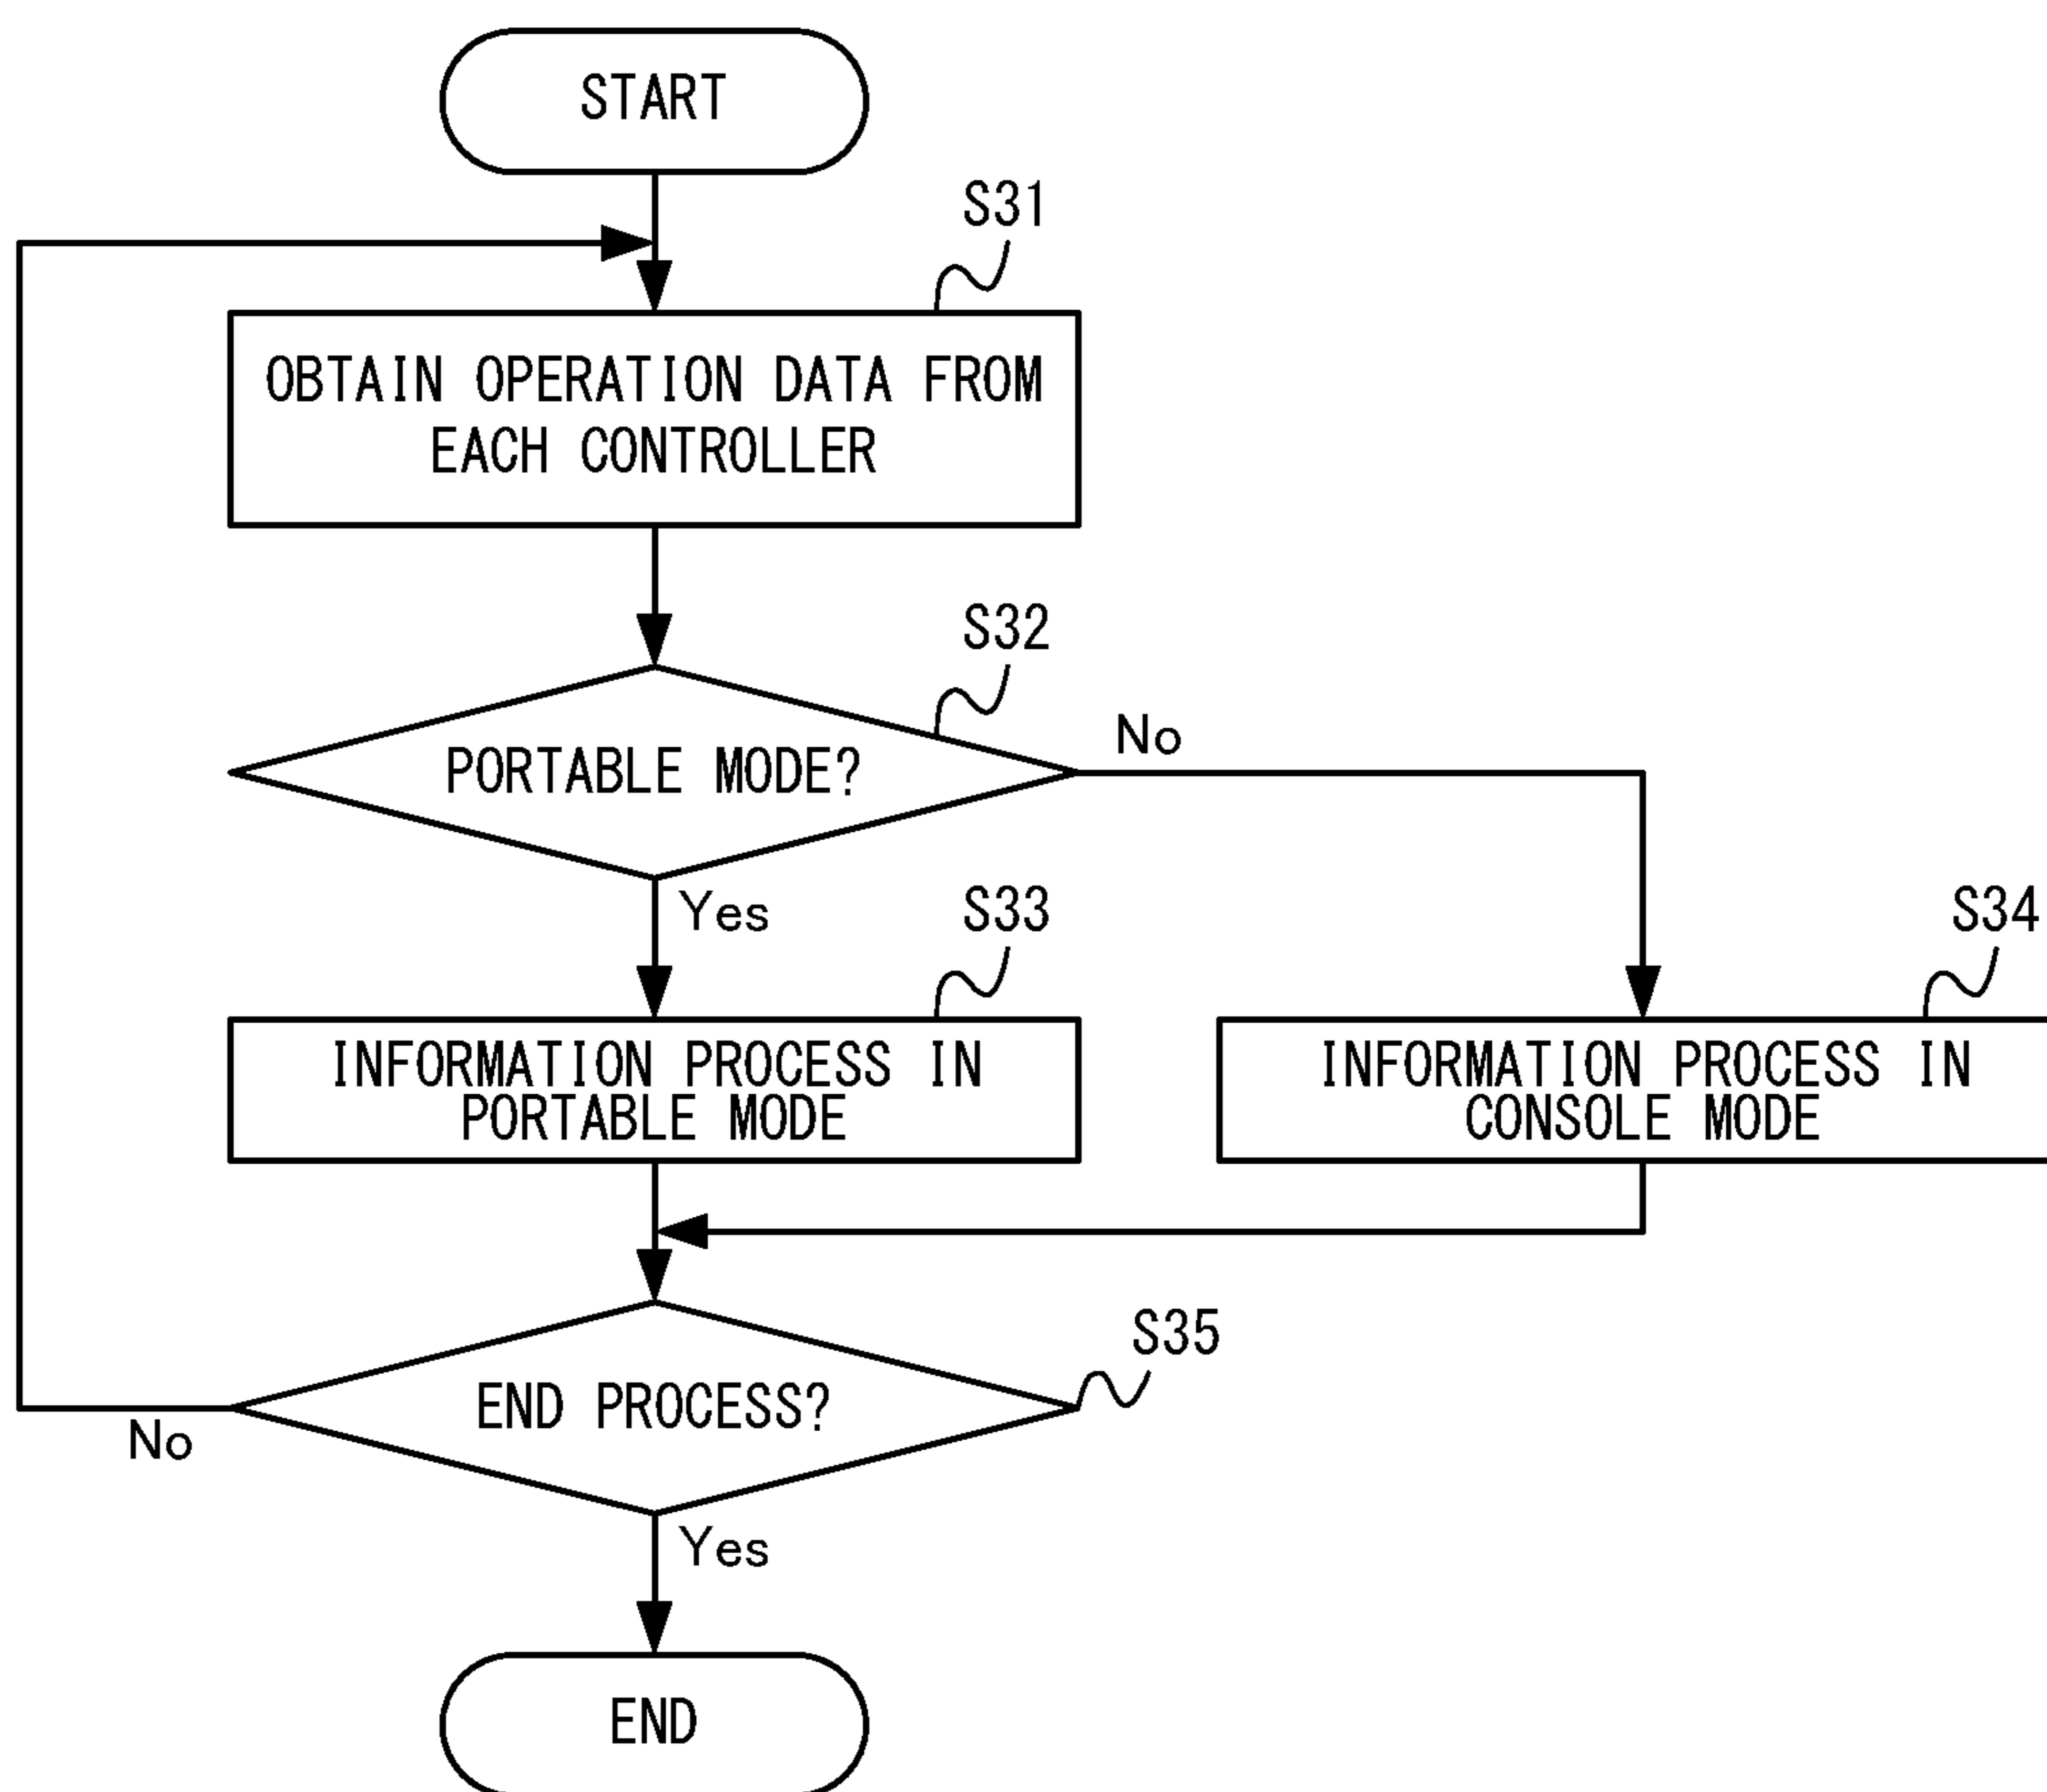 START
S31
OBTAIN OPERATION DATA FROM
EACH CONTROLLER
S32
PORTABLE MODE?
No
Yes
S33
S34
INFORMATION PROCESS IN
PORTABLE MODE
INFORMATION PROCESS IN
CONSOLE MODE
S35
END PROCESS?
No
Yes
END